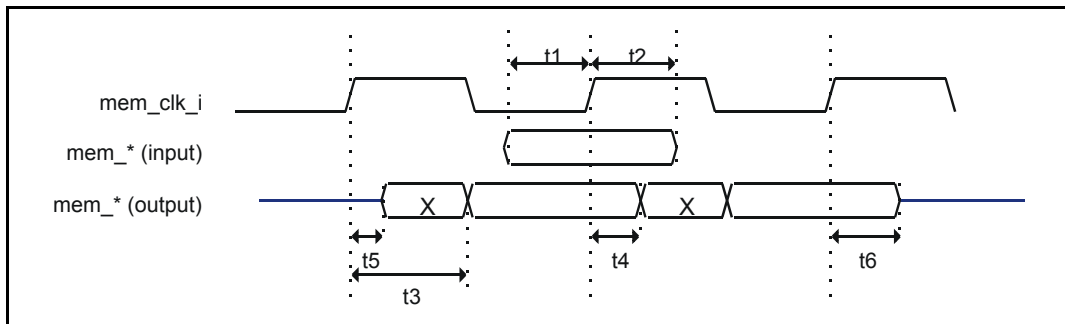 t1
t2
mem_clk_i
mem_* (input)
mem_* (output)
X
X
t5
t4
t6
t3